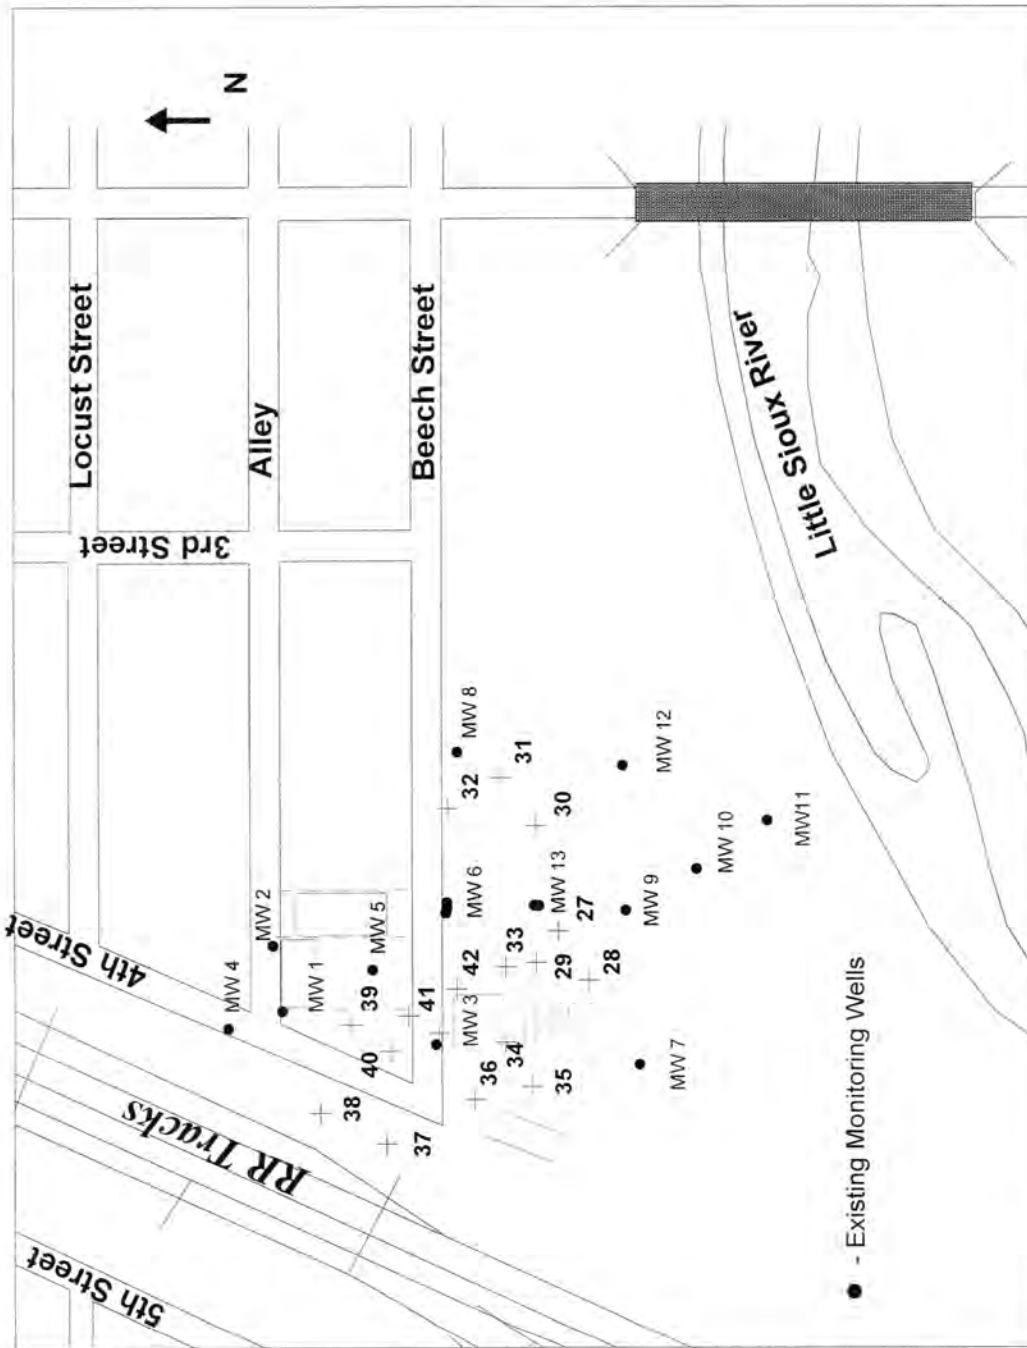 N
Locust Street
Alley
Beech Street
3rd Street
Little Sioux River
4th Street
RR Tracks
5th Street
MW 4
MW 2
MW 1
MW 5
39
40
41
38
37
MW 3
42
MW 6
32
MW 8
31
30
33
MW 13
27
29
28
34
36
35
MW 7
MW 9
MW 10
MW11
MW 12
- Existing Monitoring Wells